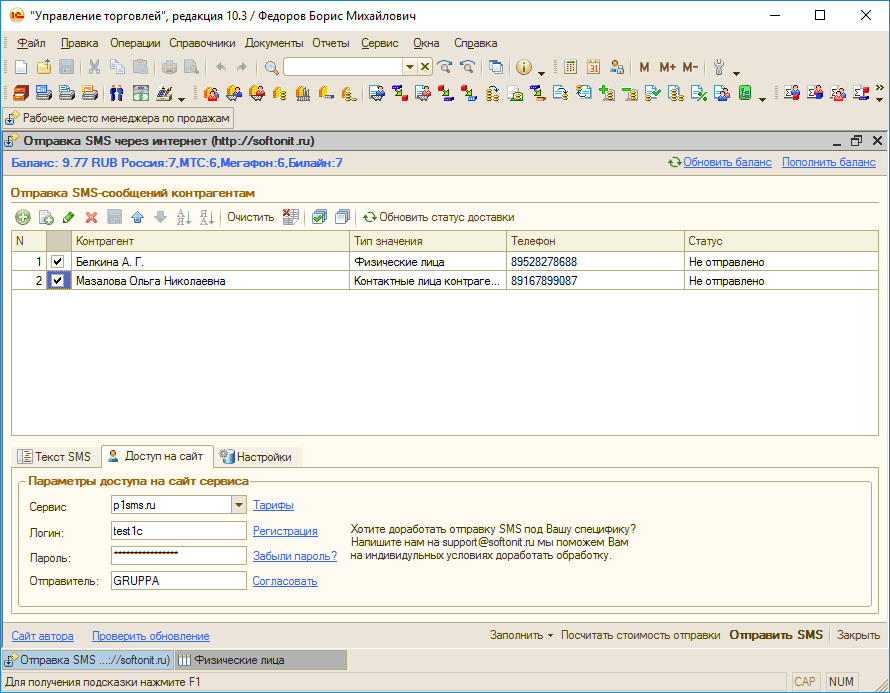 "Управление торговлей", редакция 10.3 / Федоров Борис Михайлович
Файл Правка Операции Справочники Документы Отчеты Сервис Окна Справка
M M+ M-
Рабочее место менеджера по продажам
Отправка SMS через интернет (http://softonit.ru)
Баланс: 9.77 RUB Россия:7,МТС:6,Мегафон:6,Билайн:7 Обновить баланс Пополнить баланс
Отправка SMS-сообщений контрагентам
Очистить Обновить статус доставки
N Контрагент Тип значения Телефон Статус
1 Белкина А. Г. Физические лица 89528278688 Не отправлено
2 Мазалова Ольга Николаевна Контактные лица контраге... 89167899087 Не отправлено
Текст SMS Доступ на сайт Настройки
Параметры доступа на сайт сервиса
Сервис p1sms.ru Тарифы
Логин: test1c Регистрация
Хотите доработать отправку SMS под Вашу специфику?
Напишите нам на support@softonit.ru мы поможем Вам
на индивидульных условиях доработать обработку.
Пароль: **************** Забыли пароль?
Отправитель: GRUPPA Согласовать
Сайт автора Проверить обновление Заполнить Посчитать стоимость отправки Отправить SMS Закрыть
Отправка SMS ...://softonit.ru) Физические лица
Для получения подсказки нажмите F1 CAP NUM